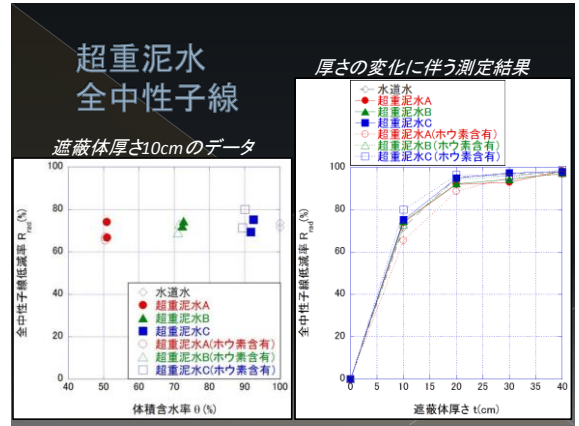 超重泥水
全中性子線
遮蔽体厚さ10cmのデータ
全中性子線低減率 Rrad(%)
100
80
60
40
20
0
水道水
超重泥水A
超重泥水B
超重泥水C
超重泥水A(ホウ素含有)
超重泥水B(ホウ素含有)
超重泥水C(ホウ素含有)
40 50 60 70 80 90 100
体積含水率 θ(%)
厚さの変化に伴う測定結果
水道水
超重泥水A
超重泥水B
超重泥水C
超重泥水A(ホウ素含有)
超重泥水B(ホウ素含有)
超重泥水C(ホウ素含有)
全中性子線低減率 Rrad(%)
100
80
60
40
20
0
0 10 20 30 40
遮蔽体厚さ t(cm)